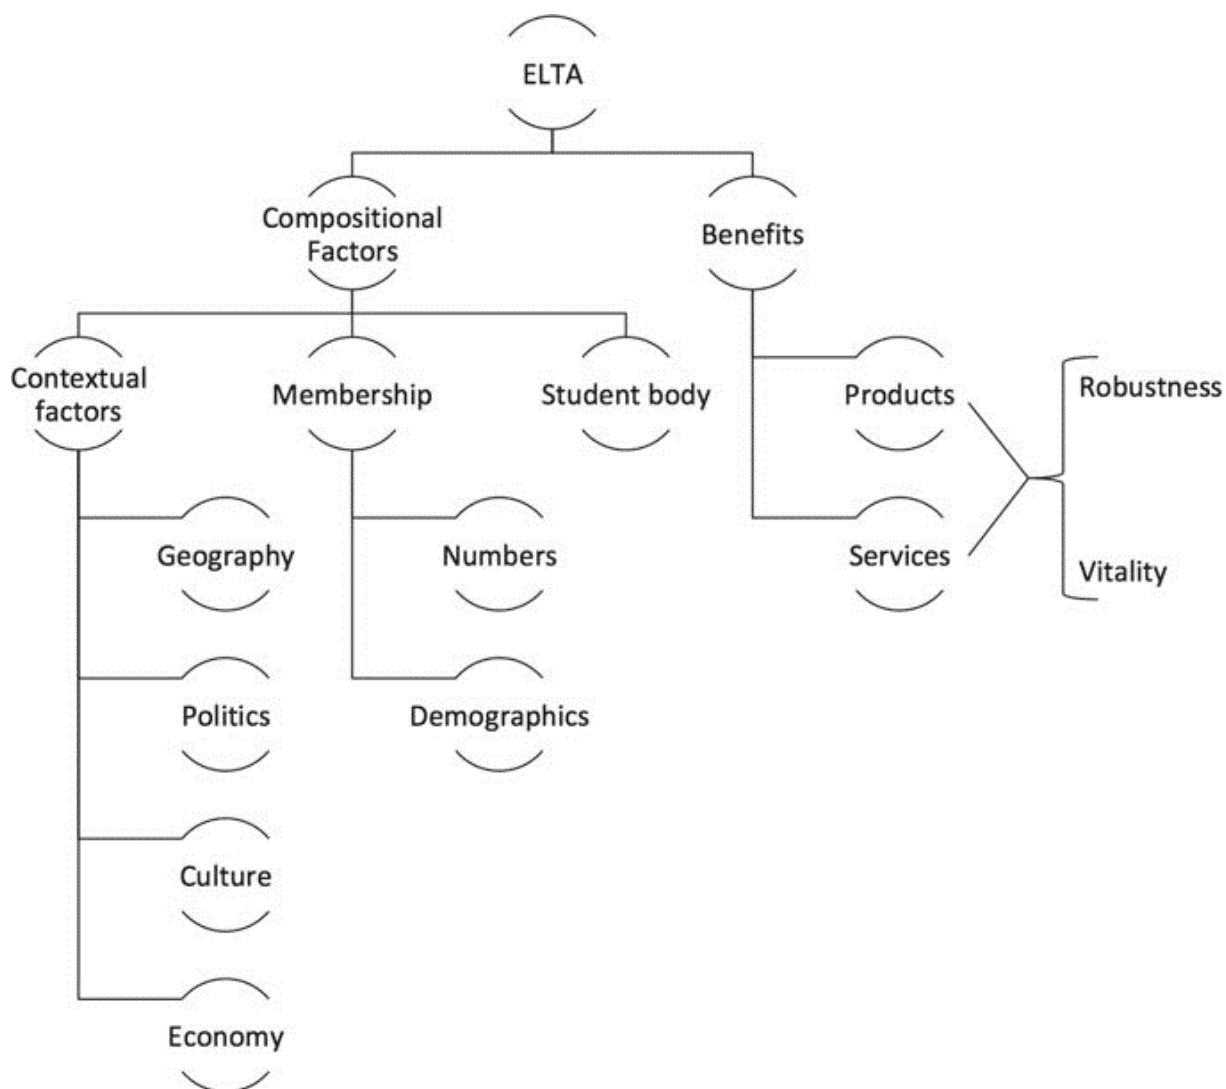 ELTA
Compositional
Factors
Benefits
Contextual
factors
Membership
Student body
Products
Robustness
Geography
Numbers
Services
Vitality
Politics
Demographics
Culture
Economy